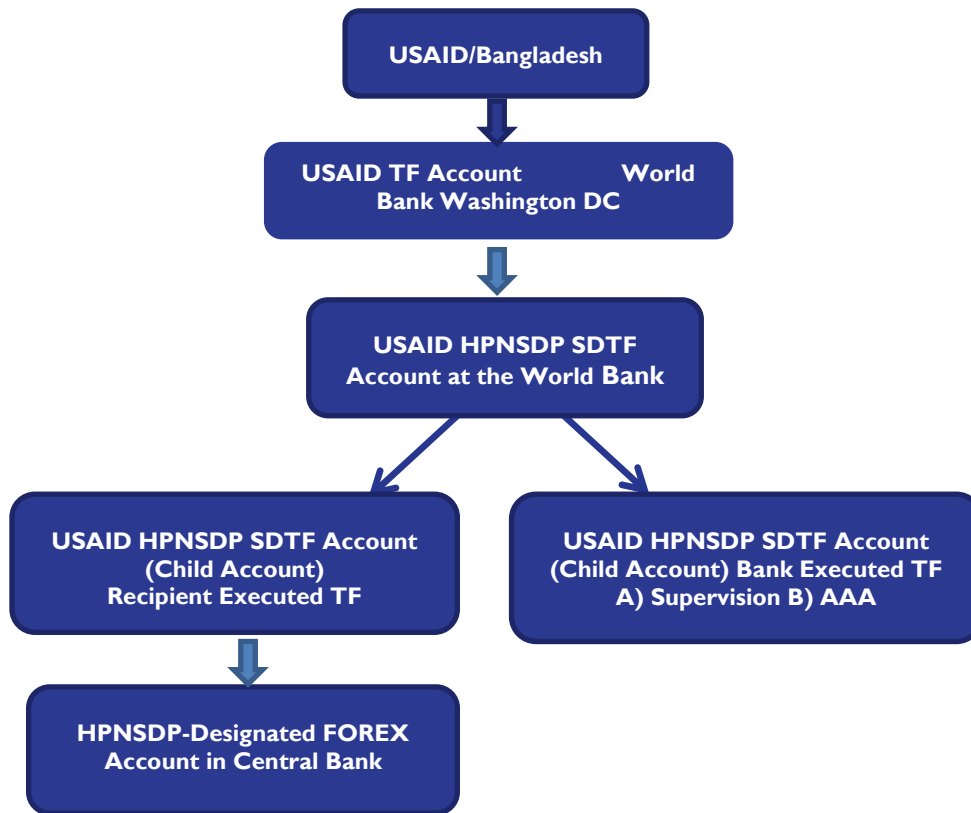 USAID/Bangladesh
USAID TF Account World
Bank Washington DC
USAID HPNSDP SDTF
Account at the World Bank
USAID HPNSDP SDTF Account
(Child Account)
Recipient Executed TF
USAID HPNSDP SDTF Account
(Child Account) Bank Executed TF
A) Supervision B) AAA
HPNSDP-Designated FOREX
Account in Central Bank